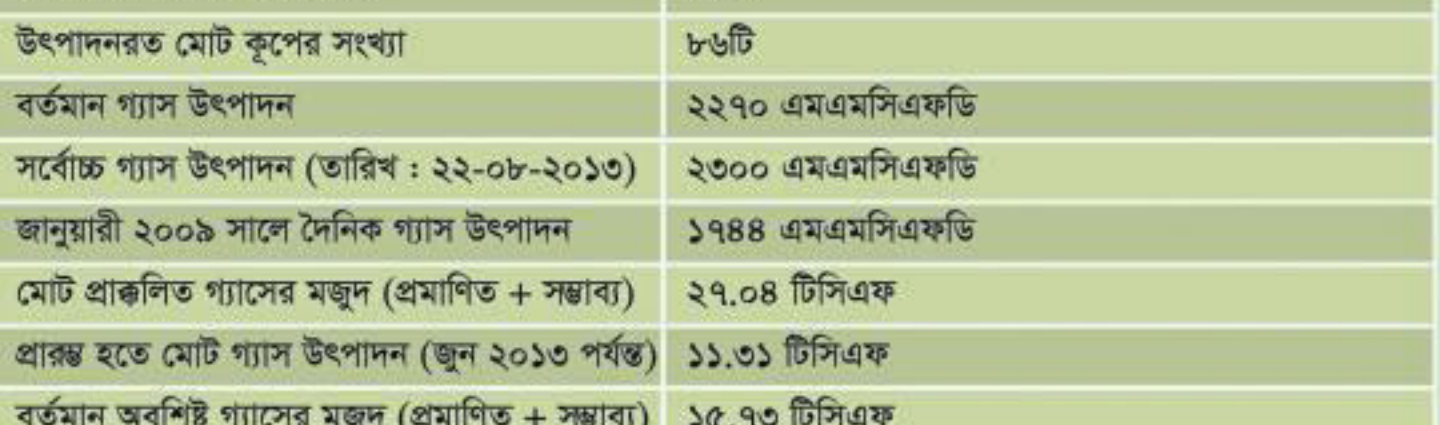 উৎপাদনরত মোট কূপের সংখ্যা ৮৬টি
বর্তমান গ্যাস উৎপাদন ২২৭০ এমএমসিএফডি
সর্বোচ্চ গ্যাস উৎপাদন (তারিখ : ২২-০৮-২০১৩) ২৩০০ এমএমসিএফডি
জানুয়ারী ২০০৯ সালে দৈনিক গ্যাস উৎপাদন ১৭৪৪ এমএমসিএফডি
মোট প্রাক্কলিত গ্যাসের মজুদ (প্রমাণিত + সম্ভাব্য) ২৭.০৪ টিসিএফ
প্রারম্ভ হতে মোট গ্যাস উৎপাদন (জুন ২০১৩ পর্যন্ত) ১১.৩১ টিসিএফ
বর্তমান অবশিষ্ট গ্যাসের মজুদ (প্রমাণিত + সম্ভাব্য) ১৫.৭৩ টিসিএফ